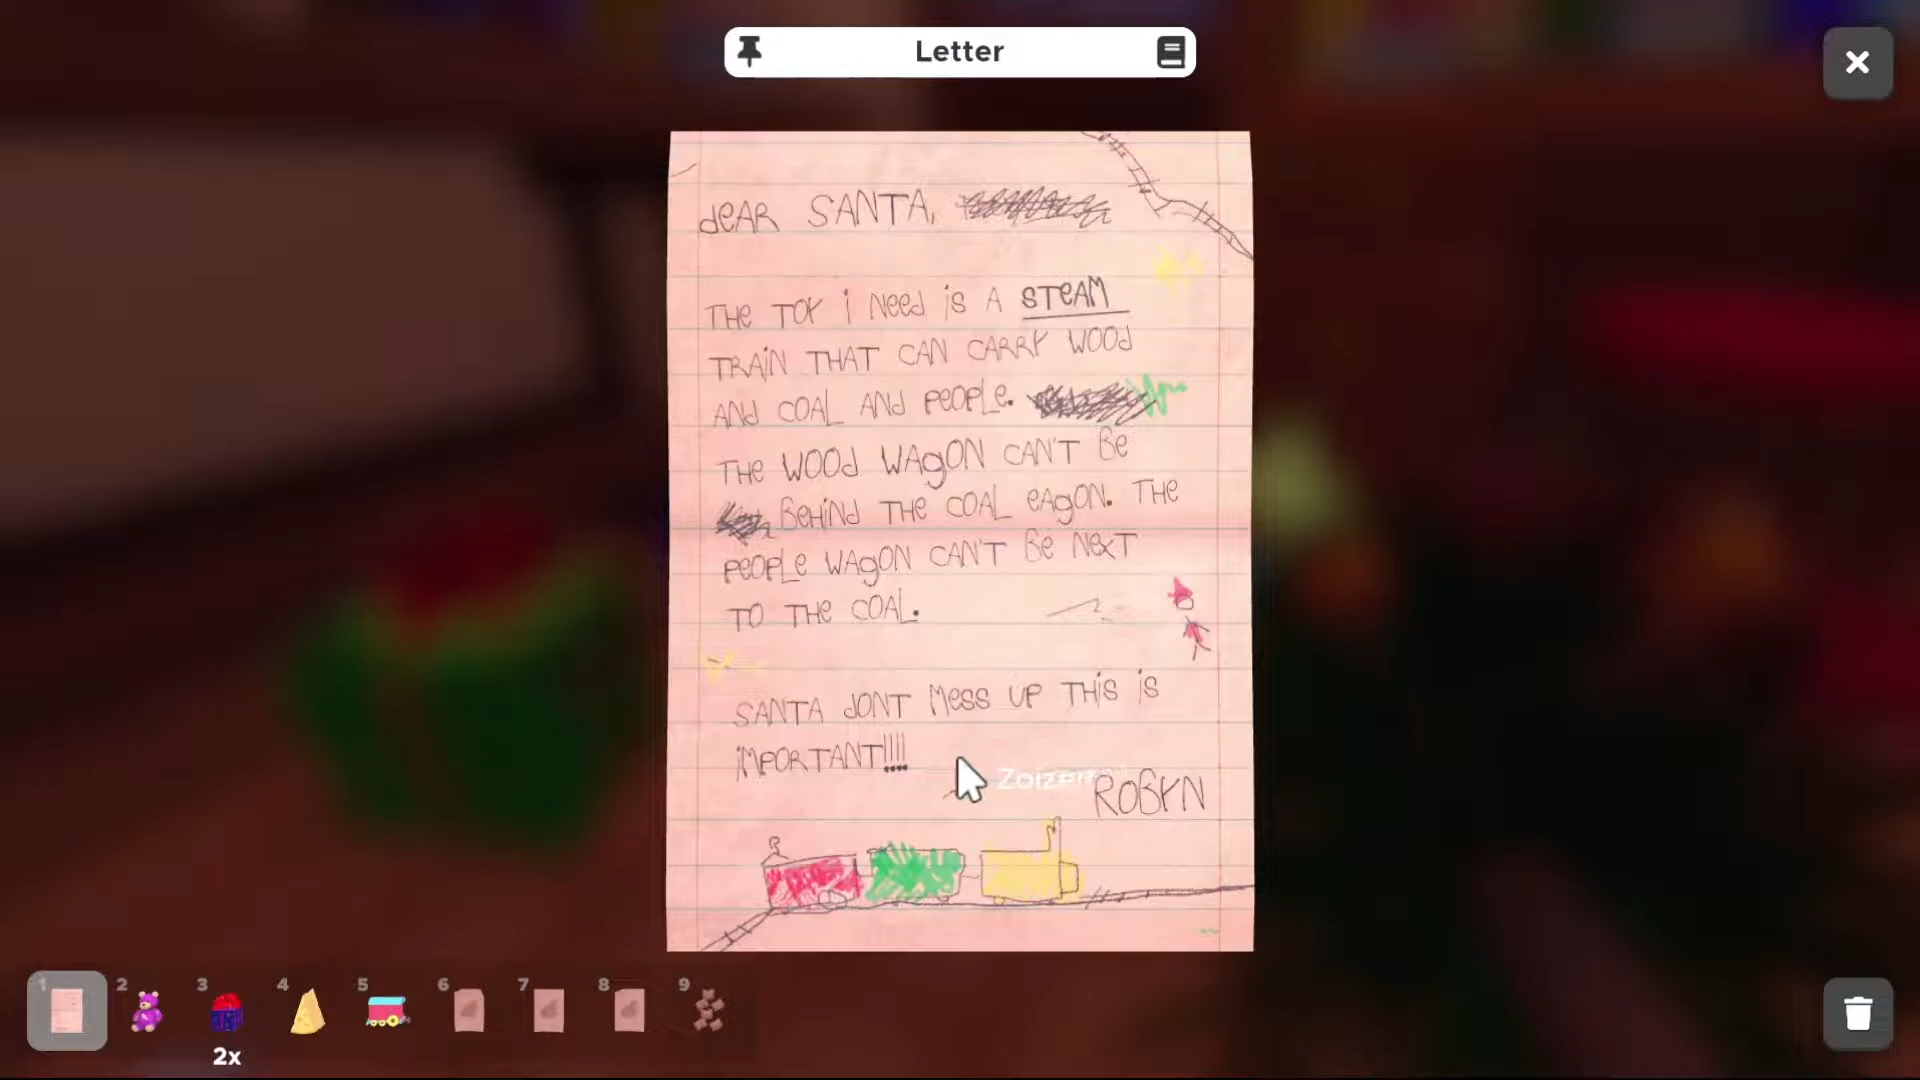 Letter
dEAR SANTA,
THE TOY i NEEd iS A STEAM
TRAiN THAT CAN CARRY WOOd
ANd COAL ANd PEOPLE.
THE WOOd WAgON CAN'T BE
BEHiNd THE COAL EAgON. THE
PEOPLE WAgON CAN'T BE NEXT
TO THE COAL.
SANTA dONT MESS UP THiS iS
iMPORTANT!!!!
ROBYN
1 2 3 4 5 6 7 8 9
2x